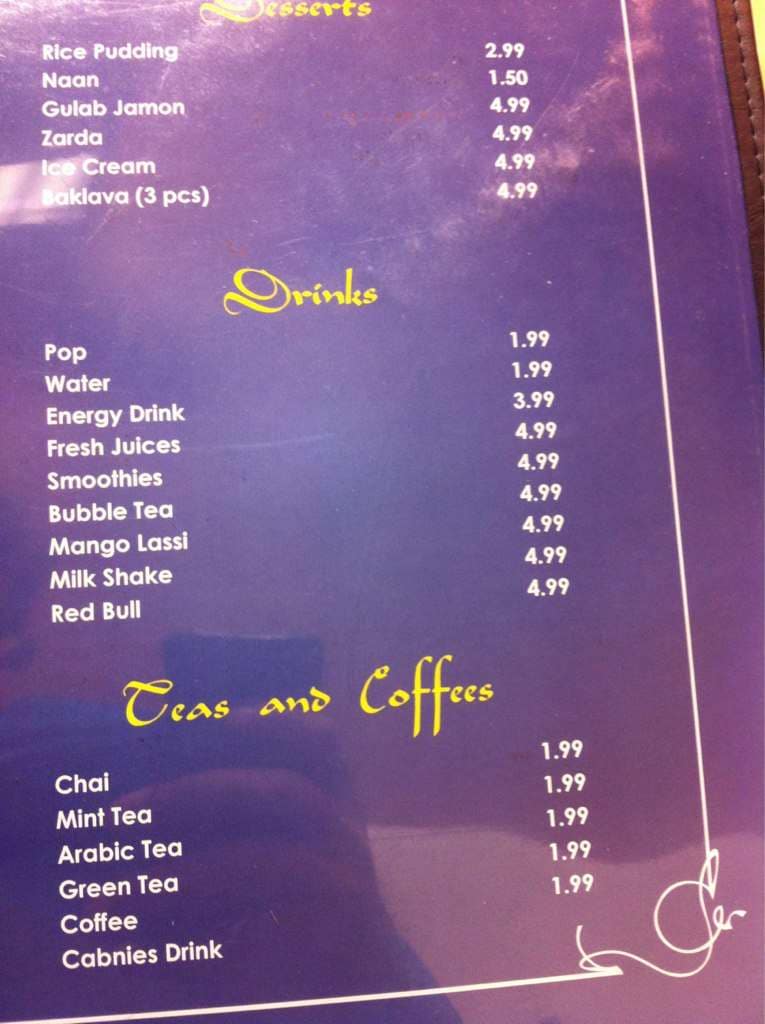 Desserts
Rice Pudding 2.99
Naan 1.50
Gulab Jamon 4.99
Zarda 4.99
Ice Cream 4.99
Baklava (3 pcs) 4.99
Drinks
Pop 1.99
Water 1.99
Energy Drink 3.99
Fresh Juices 4.99
Smoothies 4.99
Bubble Tea 4.99
Mango Lassi 4.99
Milk Shake 4.99
Red Bull 4.99
Teas and Coffees
Chai 1.99
Mint Tea 1.99
Arabic Tea 1.99
Green Tea 1.99
Coffee 1.99
Cabnies Drink